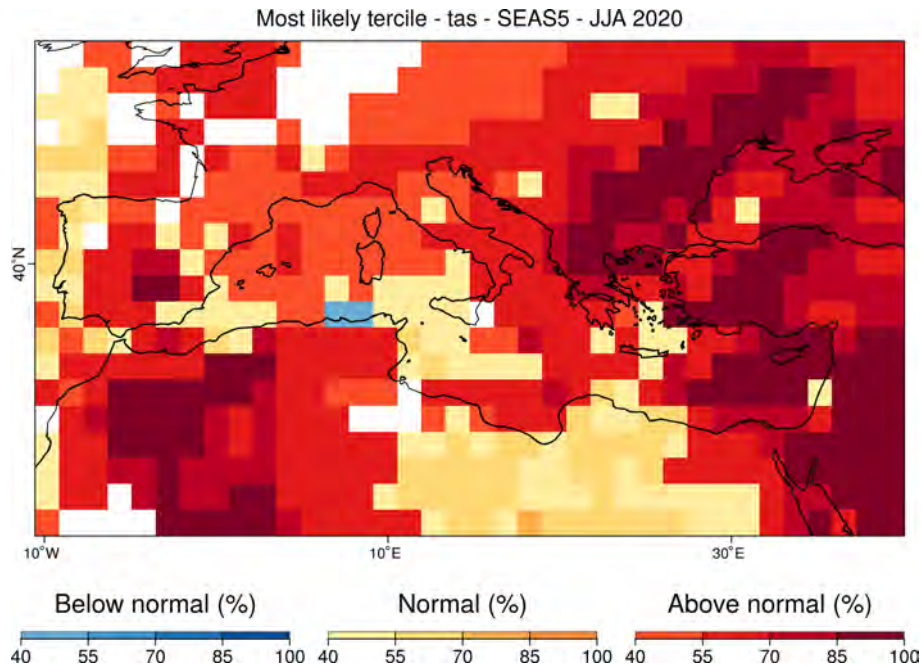 Most likely tercile - tas - SEAS5 - JJA 2020
40°N
10°W 10°E 30°E
Below normal (%) Normal (%) Above normal (%)
40 55 70 85 100 40 55 70 85 100 40 55 70 85 100